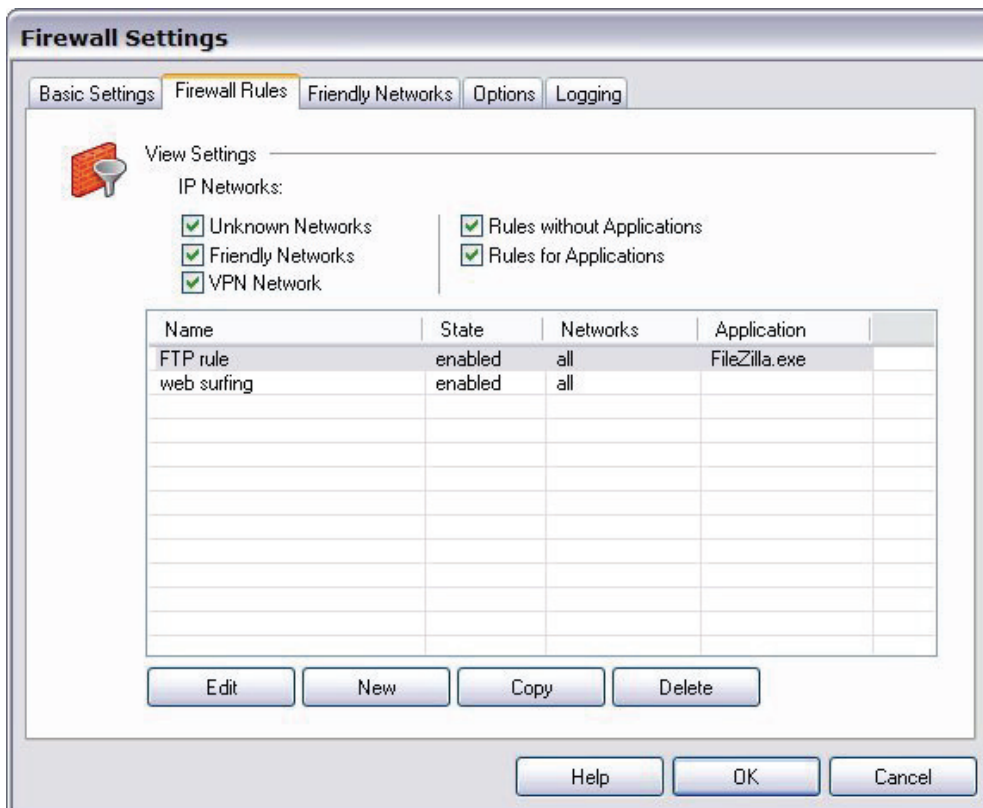 Firewall Settings
Basic Settings Firewall Rules Friendly Networks Options Logging
View Settings
IP Networks:
Unknown Networks Rules without Applications
Friendly Networks Rules for Applications
VPN Network
Name State Networks Application
FTP rule enabled all FileZilla.exe
web surfing enabled all
Edit New Copy Delete
Help OK Cancel